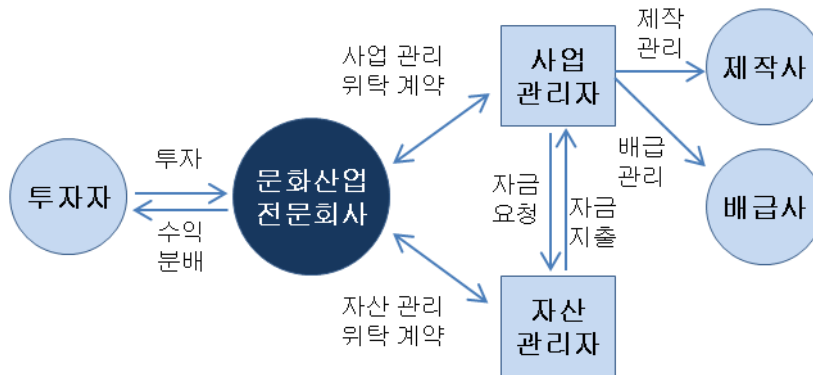 투자자
투자
수익
분배
문화산업
전문회사
사업 관리
위탁 계약
자산 관리
위탁 계약
사업
관리자
자금
요청
자금
지출
자산
관리자
제작
관리
배급
관리
제작사
배급사